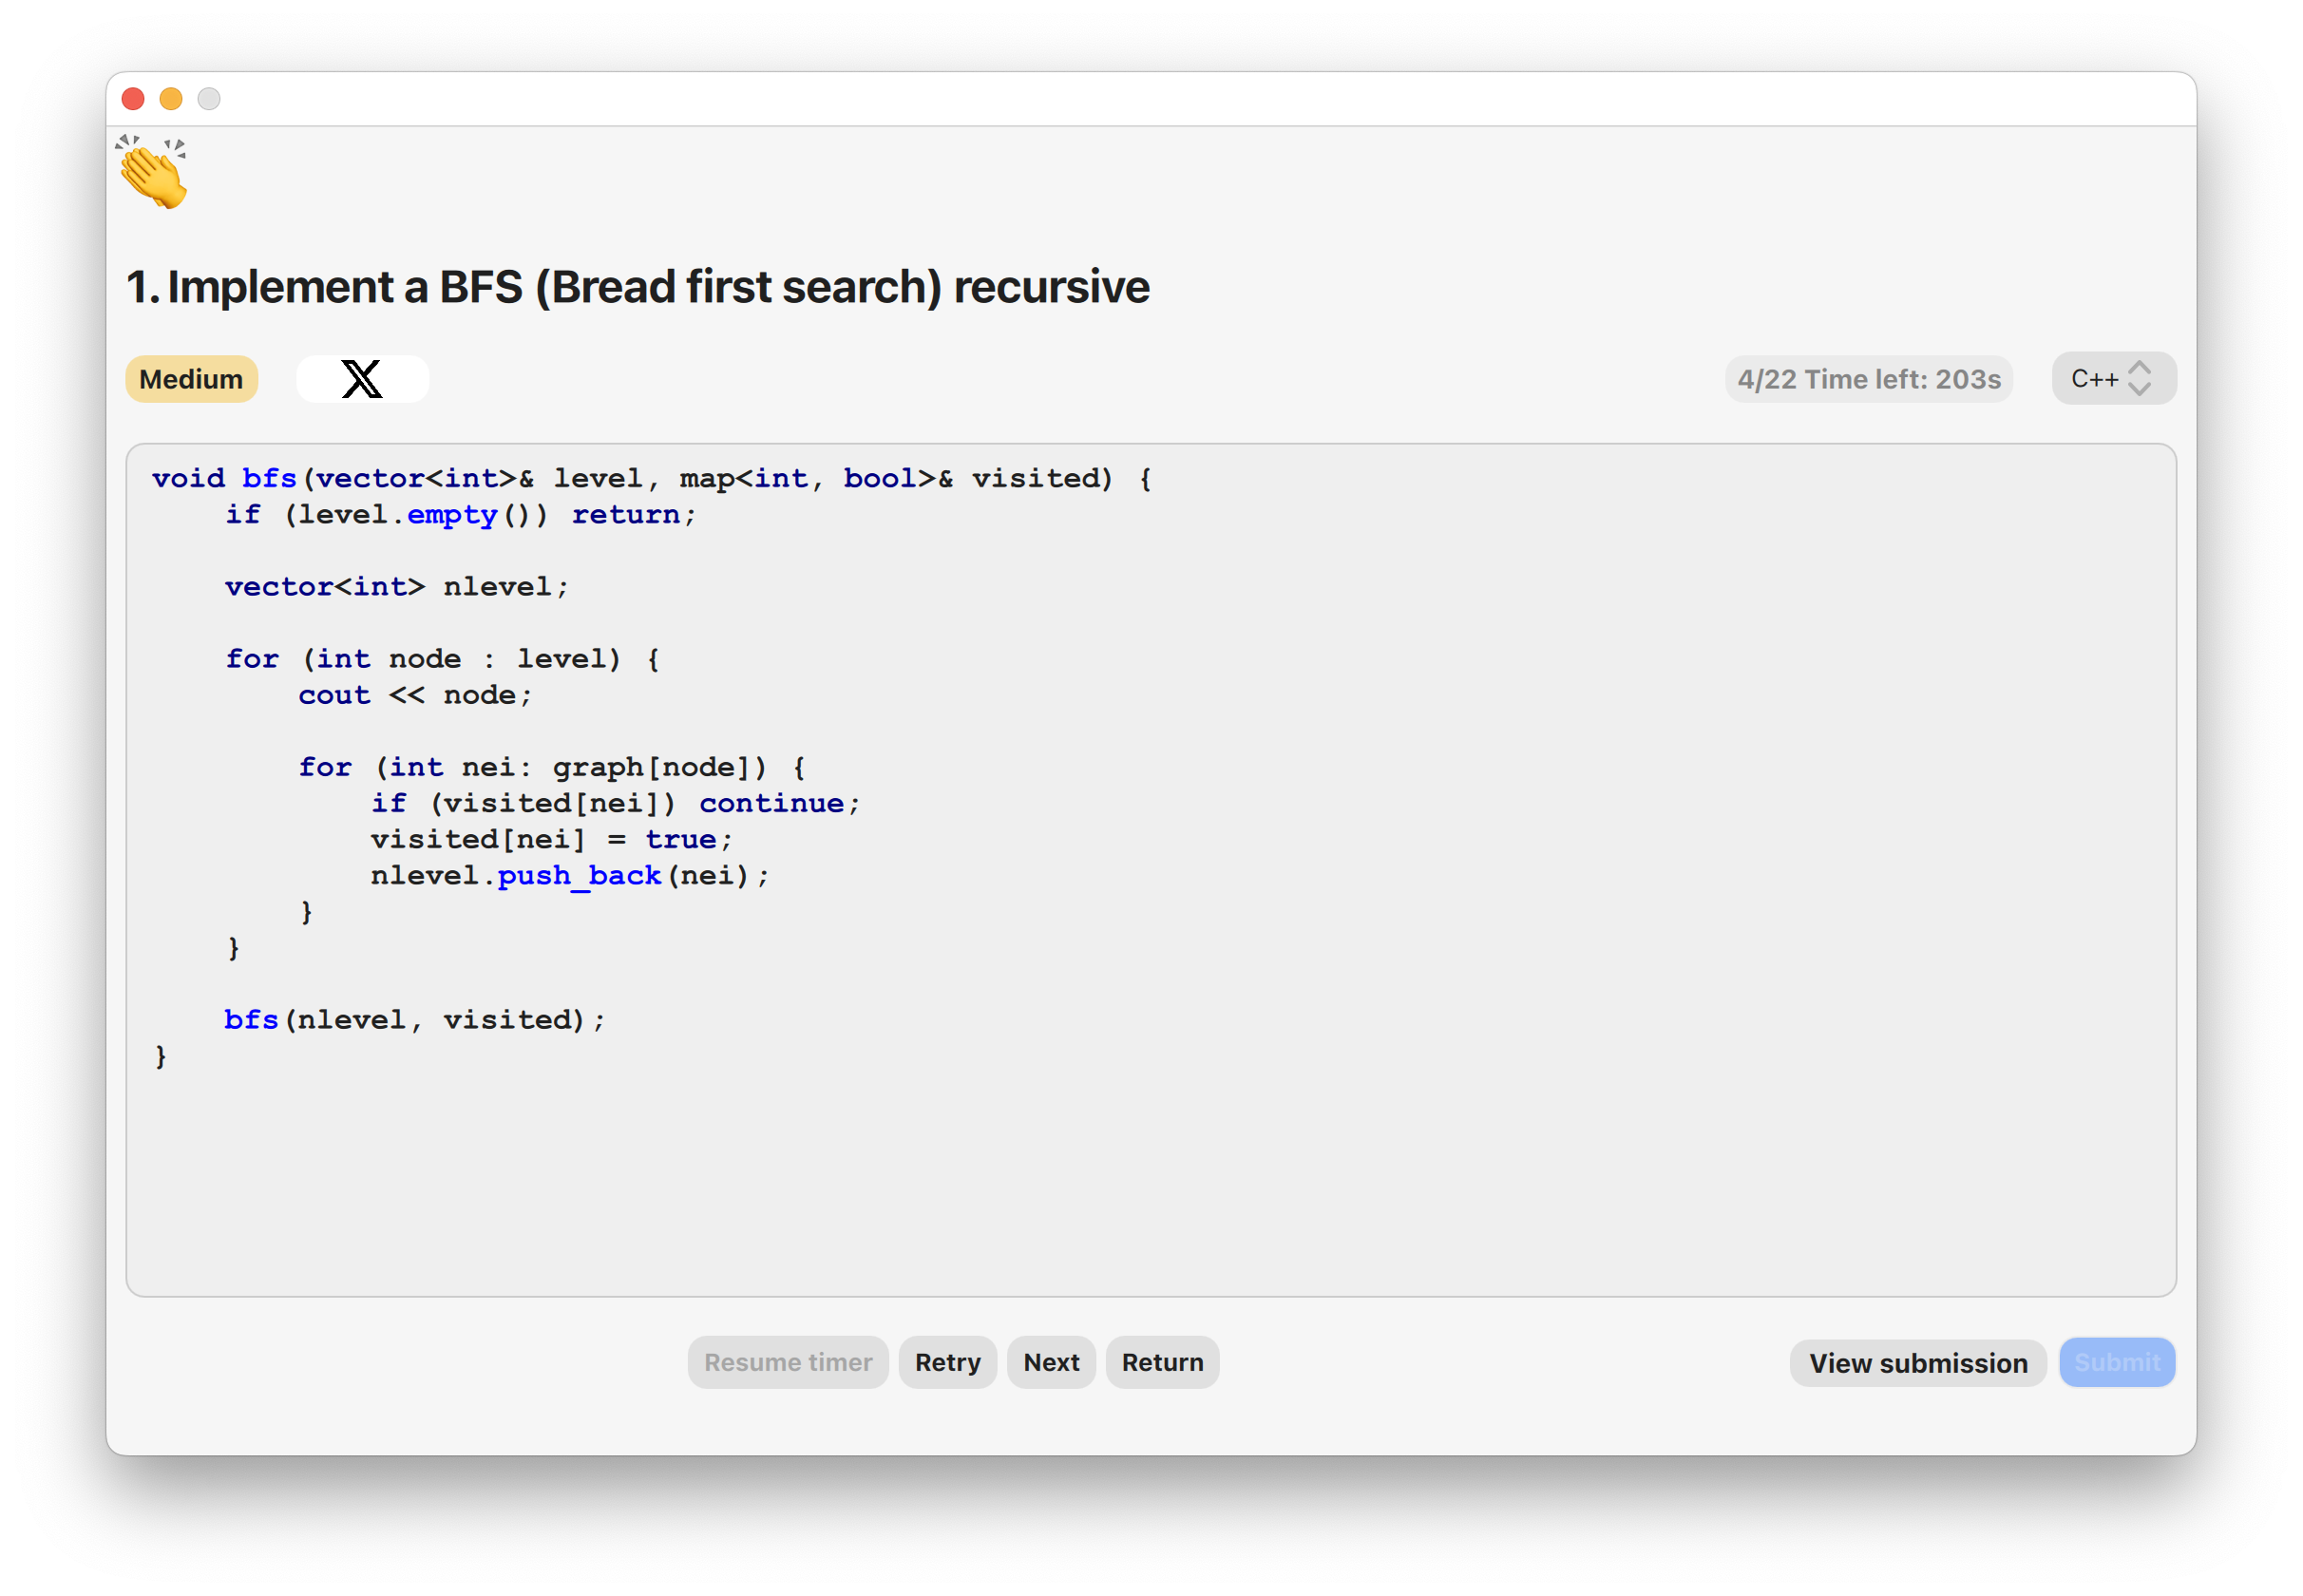 1. Implement a BFS (Bread first search) recursive
Medium
4/22 Time left: 203s
C++
void bfs(vector<int>& level, map<int, bool>& visited) {
    if (level.empty()) return;
    vector<int> nlevel;
    for (int node : level) {
        cout << node;
        for (int nei: graph[node]) {
            if (visited[nei]) continue;
            visited[nei] = true;
            nlevel.push_back(nei);
        }
    }
    bfs(nlevel, visited);
}
Resume timer
Retry
Next
Return
View submission
Submit